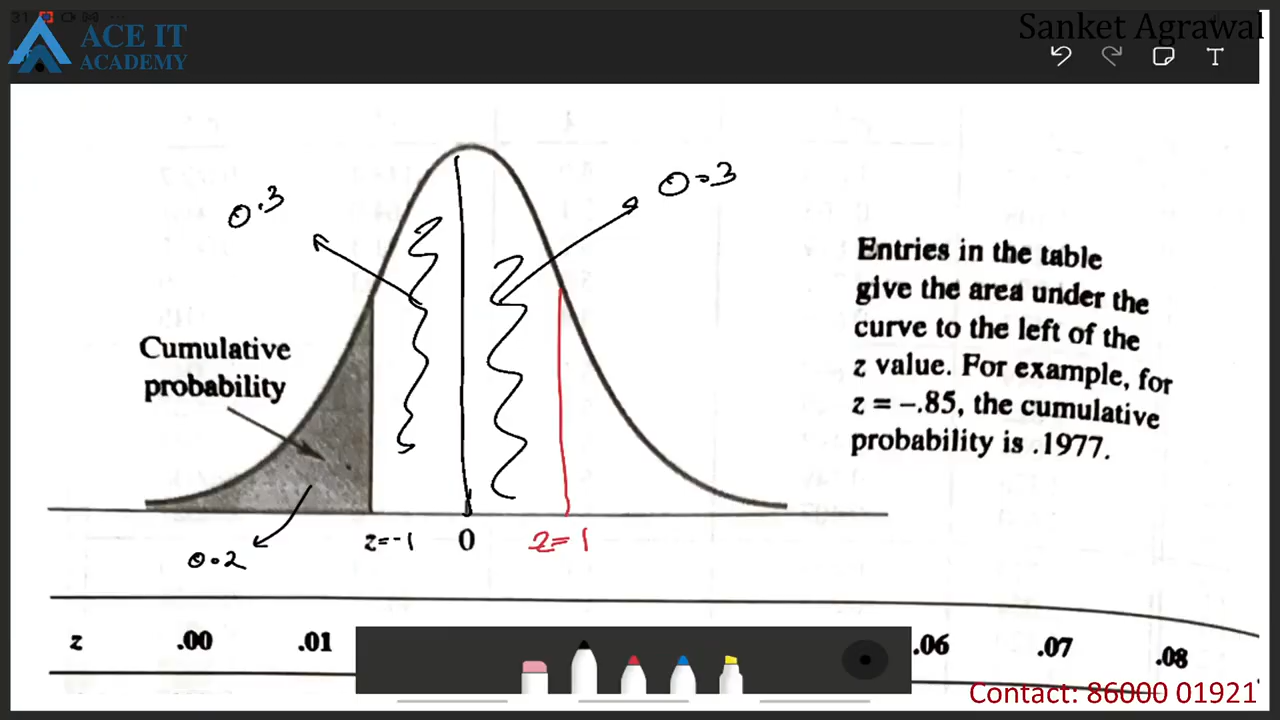 31
Sanket Agrawal
ACE IT
ACADEMY
T
0.3
0.3
Entries in the table
give the area under the
curve to the left of the
z value. For example, for
z = –.85, the cumulative
probability is .1977.
Cumulative
probability
z=-1
0
z=1
0.2
z
.00
.01
.06
.07
.08
Contact: 86000 01921